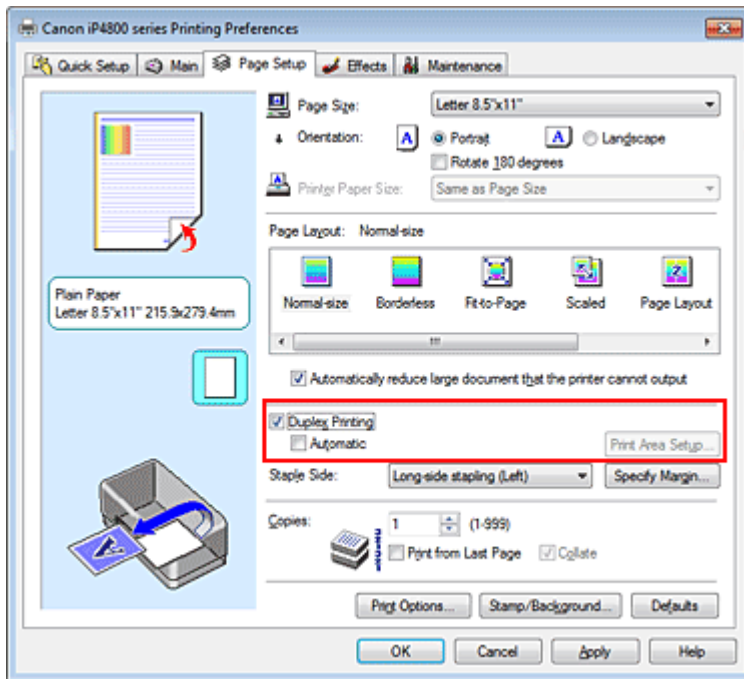 Canon iP4800 series Printing Preferences
Quick Setup Main Page Setup Effects Maintenance
Page Size: Letter 8.5"x11"
Orientation: A Portrait A Landscape
Rotate 180 degrees
Printer Paper Size: Same as Page Size
Page Layout: Normal-size
Normal-size Borderless Fit-to-Page Scaled Page Layout
Plain Paper
Letter 8.5"x11" 215.9x279.4mm
Automatically reduce large document that the printer cannot output
Duplex Printing
Automatic Print Area Setup...
Staple Side: Long-side stapling (Left) Specify Margin...
Copies: 1 (1-999)
Print from Last Page Collate
Print Options... Stamp/Background... Defaults
OK Cancel Apply Help